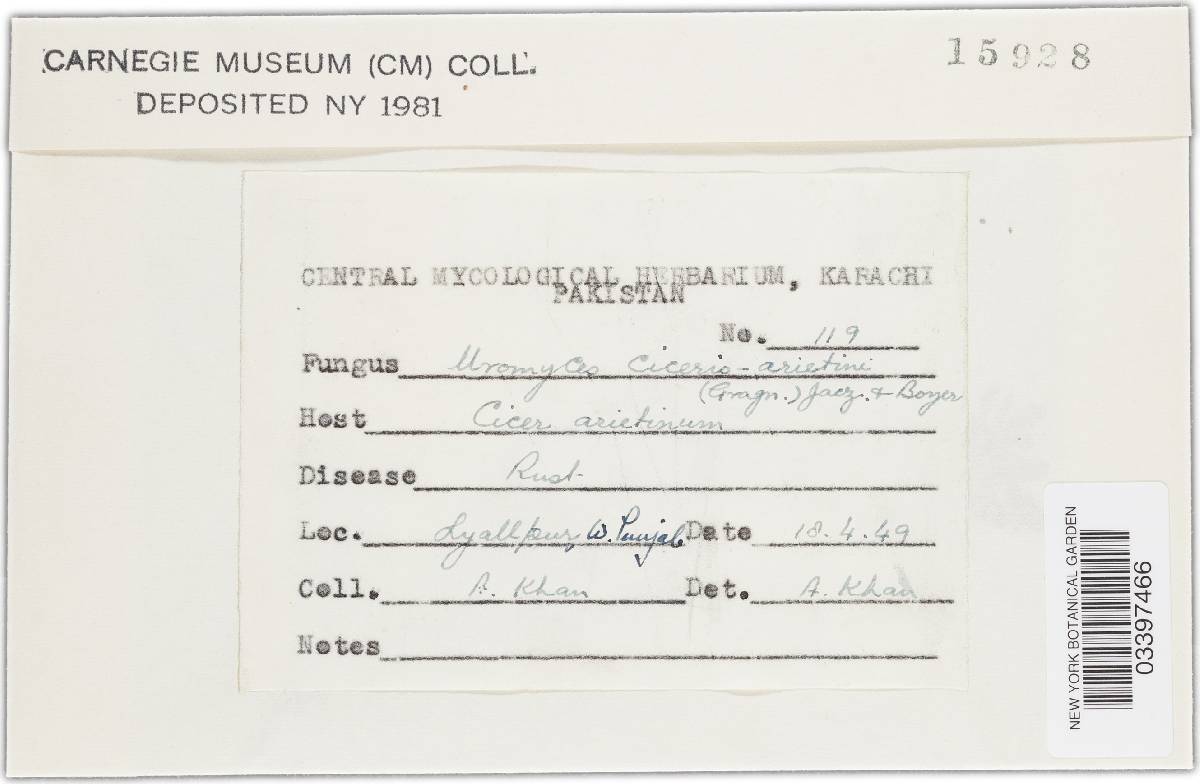 CARNEGIE MUSEUM (CM) COLL.
DEPOSITED NY 1981
15928
CENTRAL MYCOLOGICAL HERBARIUM, KARACHI
PAKISTAN
No. 119
Fungus Uromyces Ciceris-arietini
(Gragn.) Jacz. & Boyer
Host Cicer arietinum
Disease Rust
Loc. Lyallpur, W. Punjab Date 18.4.49
Coll. A. Khan Det. A. Khan
Notes
NEW YORK BOTANICAL GARDEN
03397466